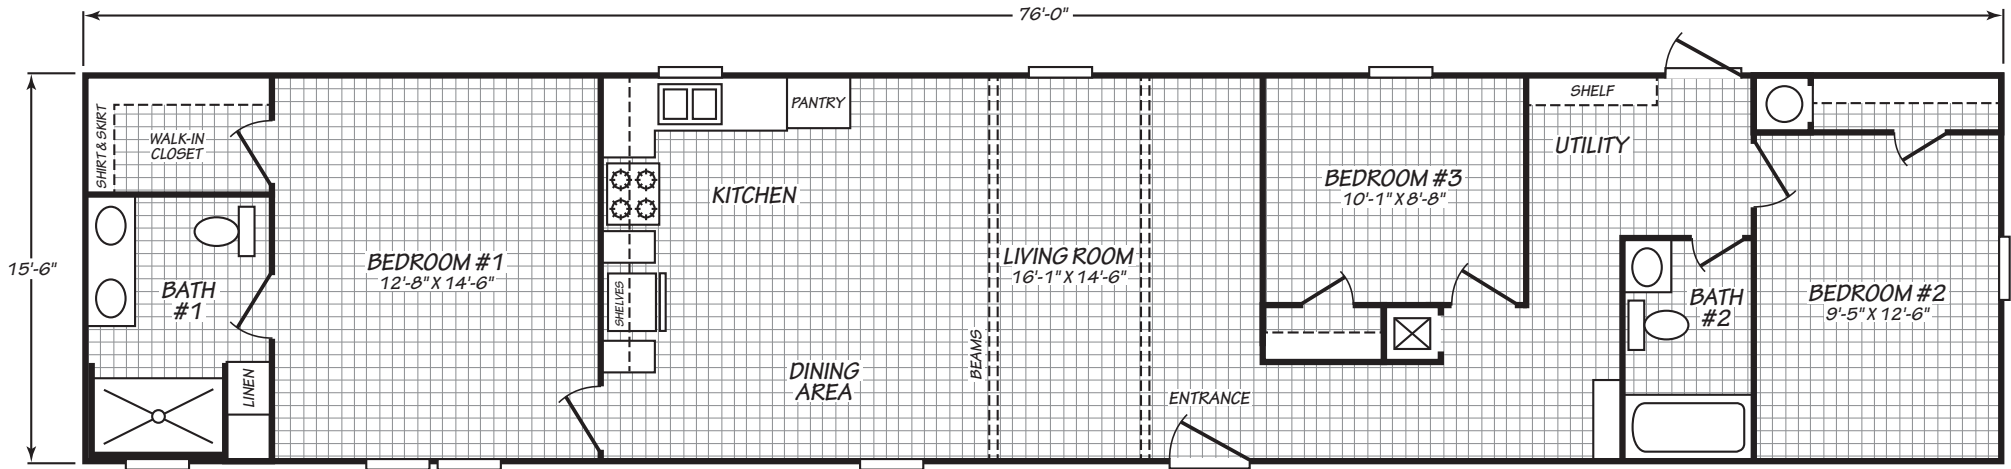 76'-0"
15'-6"
SHIRT & SKIRT
WALK-IN
CLOSET
BATH
#1
LINEN
BEDROOM #1
12'-8" X 14'-6"
PANTRY
KITCHEN
SHELVES
DINING
AREA
BEAMS
LIVING ROOM
16'-1" X 14'-6"
ENTRANCE
BEDROOM #3
10'-1" X 8'-8"
SHELF
UTILITY
BATH
#2
BEDROOM #2
9'-5" X 12'-6"